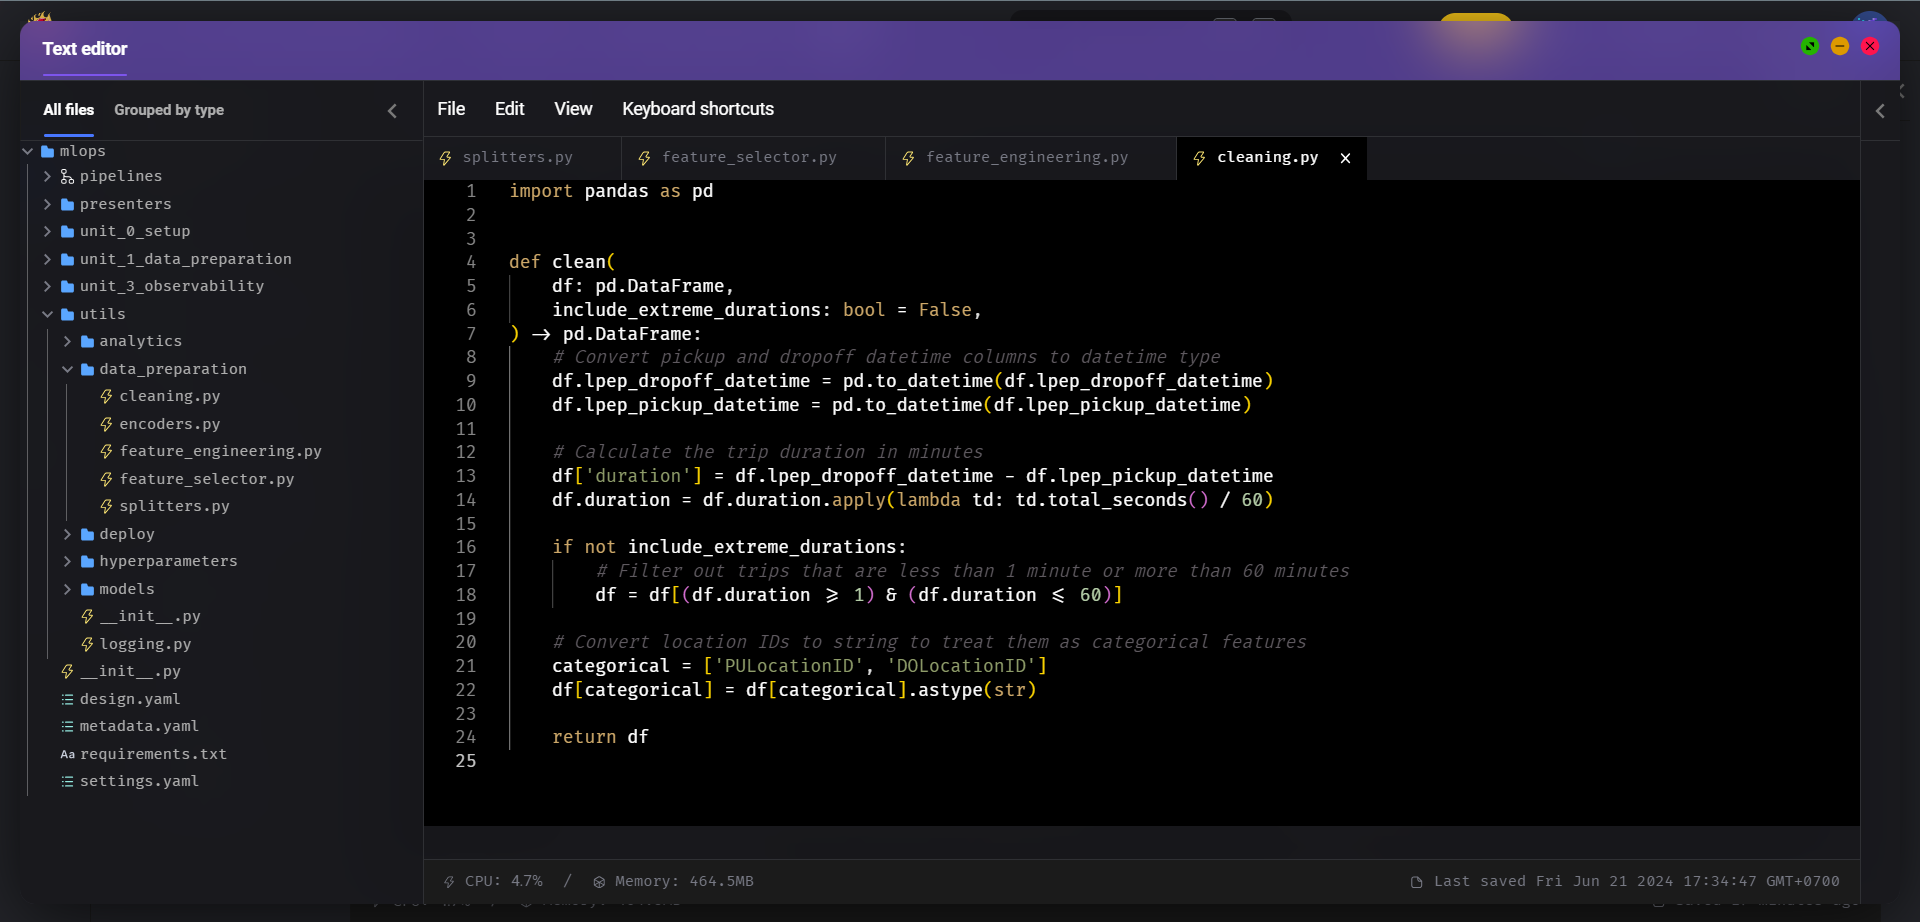 Text editor
All files Grouped by type
mlops
pipelines
presenters
unit_0_setup
unit_1_data_preparation
unit_3_observability
utils
analytics
data_preparation
cleaning.py
encoders.py
feature_engineering.py
feature_selector.py
splitters.py
deploy
hyperparameters
models
__init__.py
logging.py
__init__.py
design.yaml
metadata.yaml
Aa requirements.txt
settings.yaml
File Edit View Keyboard shortcuts
splitters.py feature_selector.py feature_engineering.py cleaning.py
1 import pandas as pd
2
3
4 def clean(
5 df: pd.DataFrame,
6 include_extreme_durations: bool = False,
7 ) -> pd.DataFrame:
8 # Convert pickup and dropoff datetime columns to datetime type
9 df.lpep_dropoff_datetime = pd.to_datetime(df.lpep_dropoff_datetime)
10 df.lpep_pickup_datetime = pd.to_datetime(df.lpep_pickup_datetime)
11
12 # Calculate the trip duration in minutes
13 df['duration'] = df.lpep_dropoff_datetime - df.lpep_pickup_datetime
14 df.duration = df.duration.apply(lambda td: td.total_seconds() / 60)
15
16 if not include_extreme_durations:
17 # Filter out trips that are less than 1 minute or more than 60 minutes
18 df = df[(df.duration >= 1) & (df.duration <= 60)]
19
20 # Convert location IDs to string to treat them as categorical features
21 categorical = ['PULocationID', 'DOLocationID']
22 df[categorical] = df[categorical].astype(str)
23
24 return df
25
CPU: 4.7% / Memory: 464.5MB
Last saved Fri Jun 21 2024 17:34:47 GMT+0700